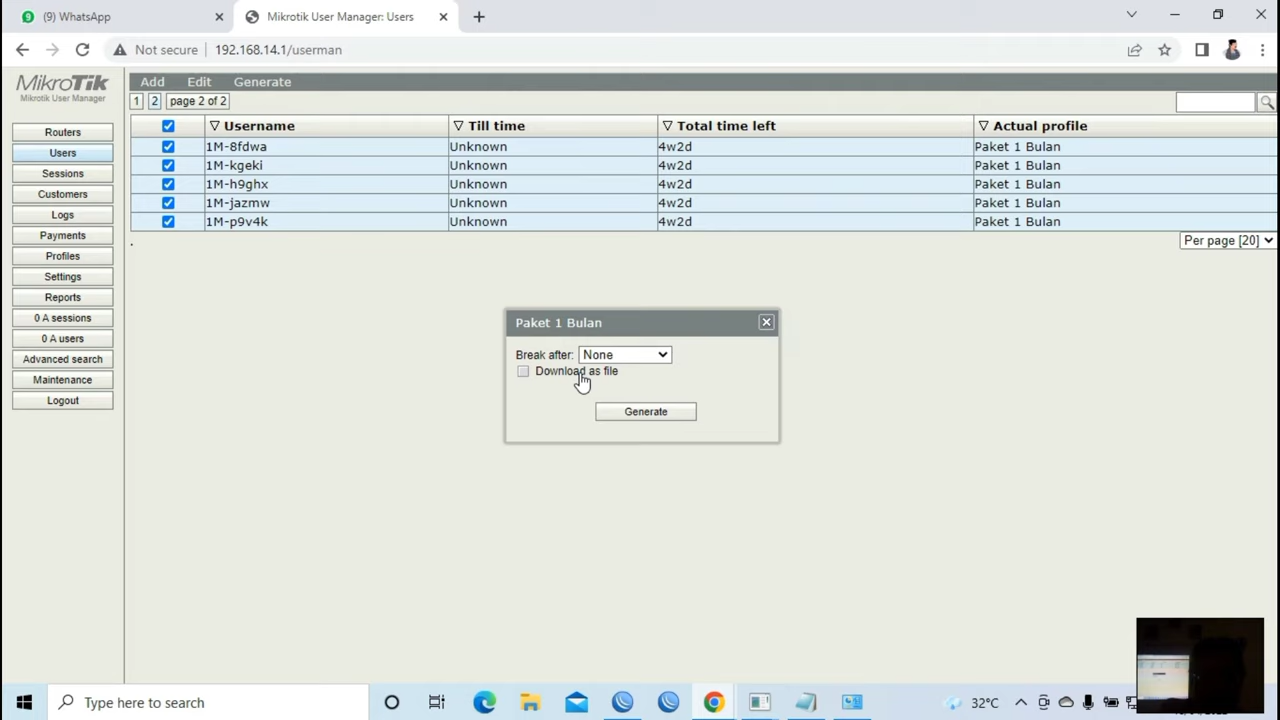 (9) WhatsApp
Mikrotik User Manager: Users
Not secure
192.168.14.1/userman
MikroTik
Mikrotik User Manager
Add Edit Generate
1 2 page 2 of 2
Routers
Users
Sessions
Customers
Logs
Payments
Profiles
Settings
Reports
0 A sessions
0 A users
Advanced search
Maintenance
Logout
▽ Username ▽ Till time ▽ Total time left ▽ Actual profile
1M-8fdwa Unknown 4w2d Paket 1 Bulan
1M-kgeki Unknown 4w2d Paket 1 Bulan
1M-h9ghx Unknown 4w2d Paket 1 Bulan
1M-jazmw Unknown 4w2d Paket 1 Bulan
1M-p9v4k Unknown 4w2d Paket 1 Bulan
Per page [20]
Paket 1 Bulan
Break after: None
Download as file
Generate
Type here to search
32°C